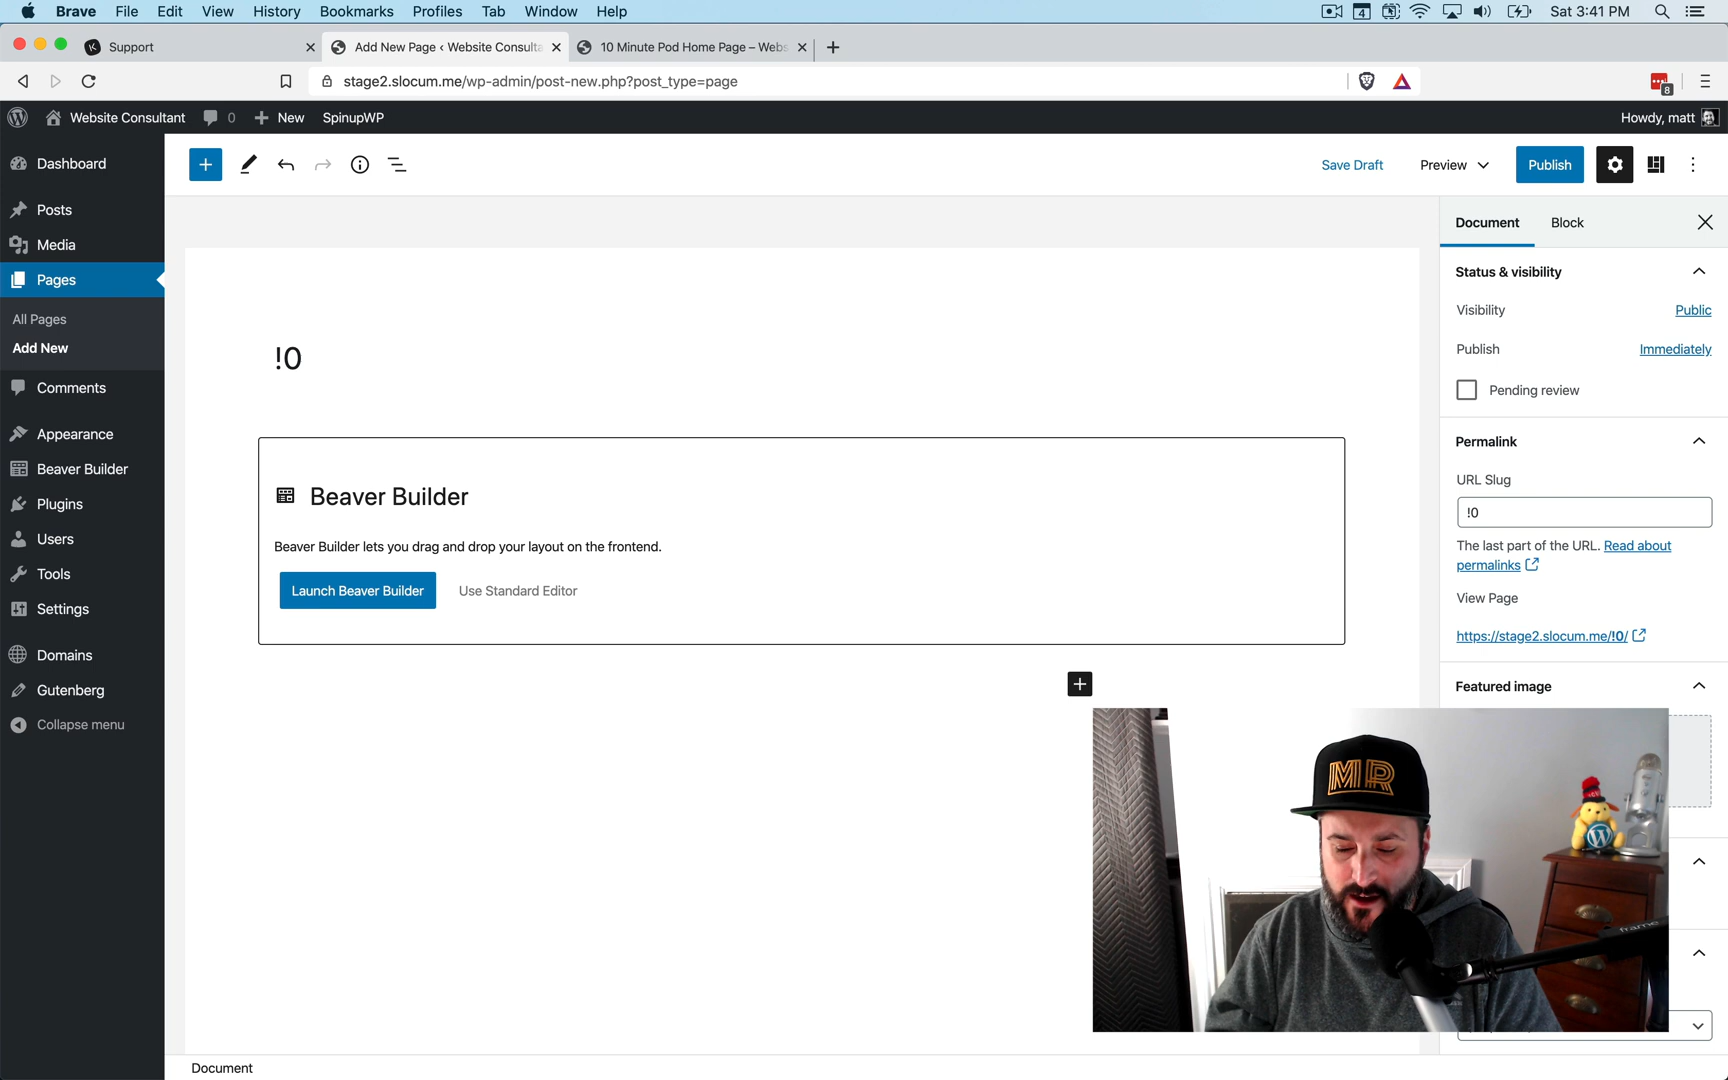 Brave File Edit View History Bookmarks Profiles Tab Window Help
4
Sat 3:41 PM
Support
Add New Page ‹ Website Consulta
10 Minute Pod Home Page – Webs
stage2.slocum.me/wp-admin/post-new.php?post_type=page
8
Website Consultant 0 New SpinupWP
Howdy, matt
Dashboard
Posts
Media
Pages
All Pages
Add New
Comments
Appearance
Beaver Builder
Plugins
Users
Tools
Settings
Domains
Gutenberg
Collapse menu
Save Draft
Preview
Publish
!0
Beaver Builder
Beaver Builder lets you drag and drop your layout on the frontend.
Launch Beaver Builder
Use Standard Editor
Document
Block
Status & visibility
Visibility
Public
Publish
Immediately
Pending review
Permalink
URL Slug
!0
The last part of the URL. Read about
permalinks
View Page
https://stage2.slocum.me/!0/
Featured image
MR
frame
Document